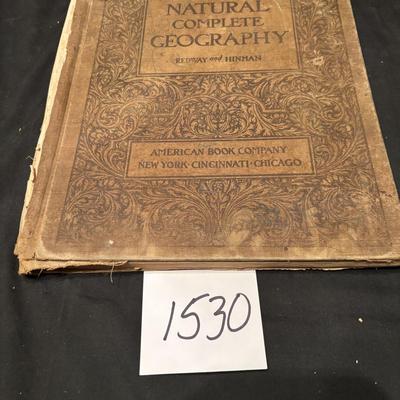 NATURAL
COMPLETE
GEOGRAPHY
REDWAY and HINMAN
AMERICAN BOOK COMPANY
NEW YORK · CINCINNATI · CHICAGO
1530